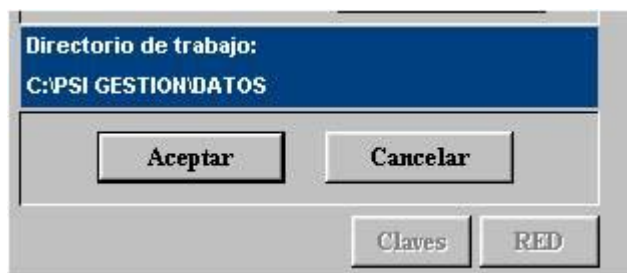 Directorio de trabajo:
C:\PSI GESTION\DATOS
Aceptar Cancelar
Claves RED